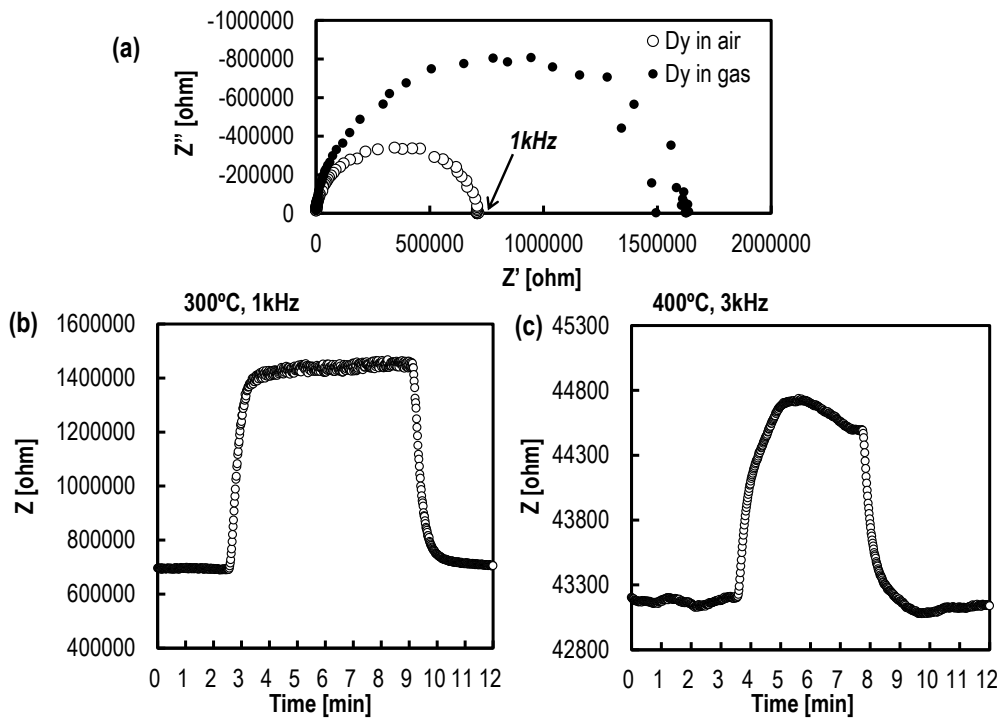 (a)
-1000000
-800000
-600000
-400000
-200000
0
Z'' [ohm]
Dy in air
Dy in gas
1kHz
0 500000 1000000 1500000 2000000
Z' [ohm]
(b)
300ºC, 1kHz
1600000
1400000
1200000
1000000
800000
600000
400000
Z [ohm]
0 1 2 3 4 5 6 7 8 9 10 11 12
Time [min]
(c)
400ºC, 3kHz
45300
44800
44300
43800
43300
42800
Z [ohm]
0 1 2 3 4 5 6 7 8 9 10 11 12
Time [min]